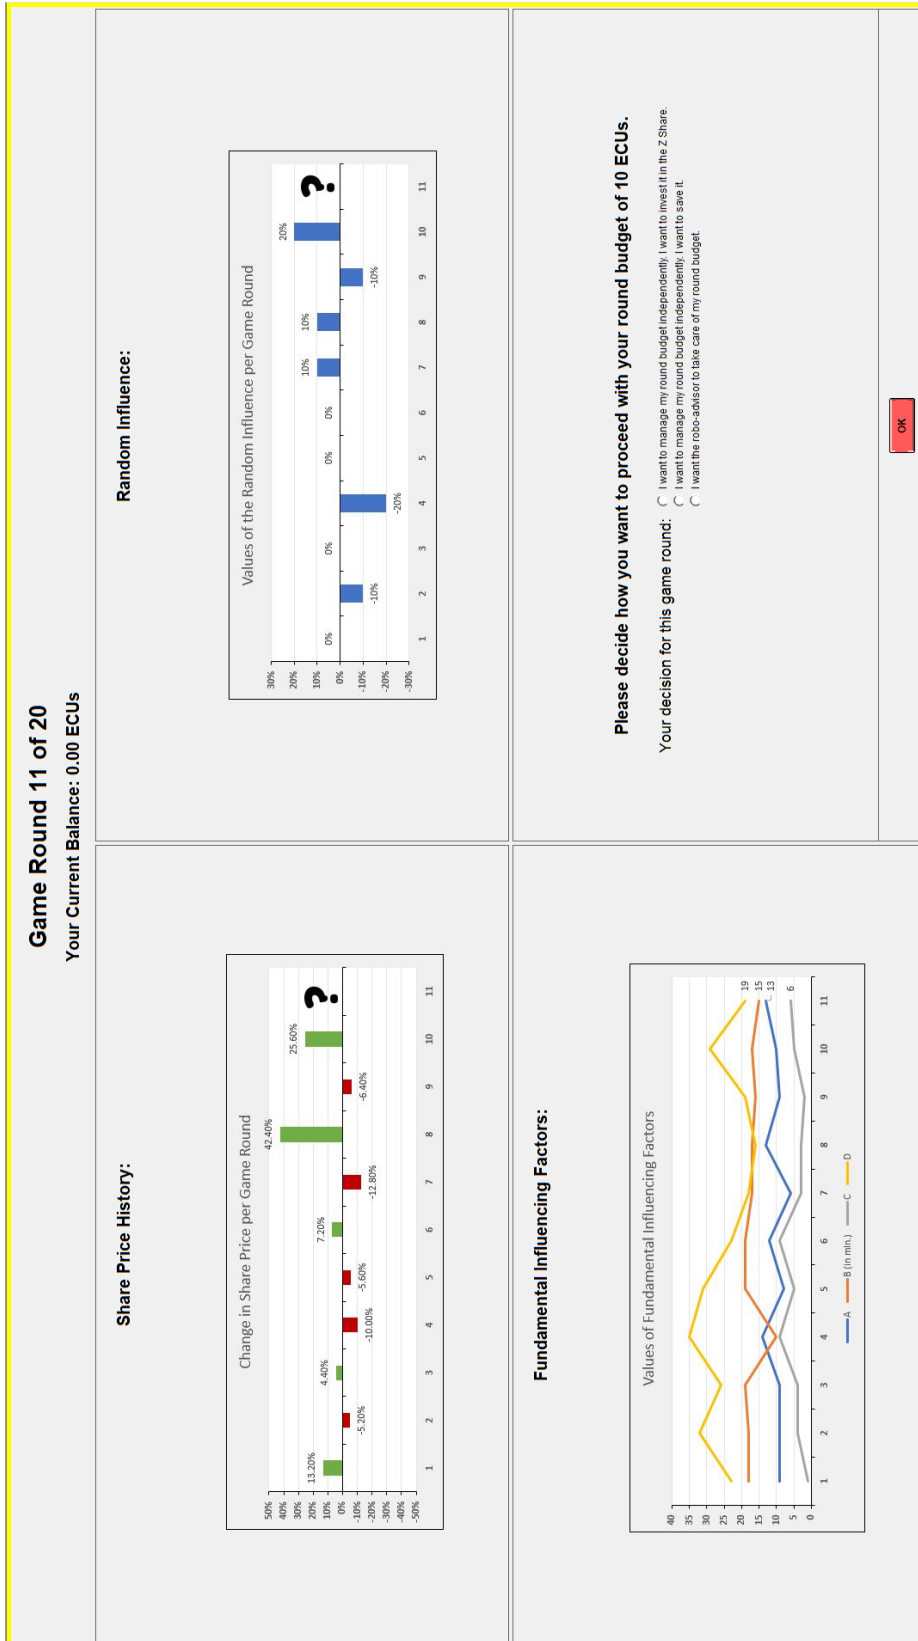 Game Round 11 of 20
Your Current Balance: 0.00 ECUs
Share Price History:
Change in Share Price per Game Round
50%
40%
30%
20%
10%
0%
-10%
-20%
-30%
-40%
-50%
13.20%
-5.20%
4.40%
-10.00%
-5.60%
7.20%
-12.80%
42.40%
-6.40%
25.60%
?
1 2 3 4 5 6 7 8 9 10 11
Random Influence:
Values of the Random Influence per Game Round
30%
20%
10%
0%
-10%
-20%
-30%
0%
-10%
0%
-20%
0%
0%
10%
10%
-10%
20%
?
1 2 3 4 5 6 7 8 9 10 11
Fundamental Influencing Factors:
Values of Fundamental Influencing Factors
40
35
30
25
20
15
10
5
0
19
15
13
6
1 2 3 4 5 6 7 8 9 10 11
A B (in mln.) C D
Please decide how you want to proceed with your round budget of 10 ECUs.
Your decision for this game round:
I want to manage my round budget independently. I want to invest it in the Z Share.
I want to manage my round budget independently. I want to save it.
I want the robo-advisor to take care of my round budget.
OK